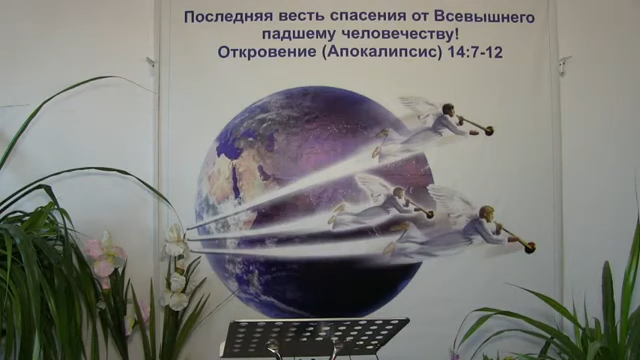 Последняя весть спасения от Всевышнего
падшему человечеству!
Откровение (Апокалипсис) 14:7-12